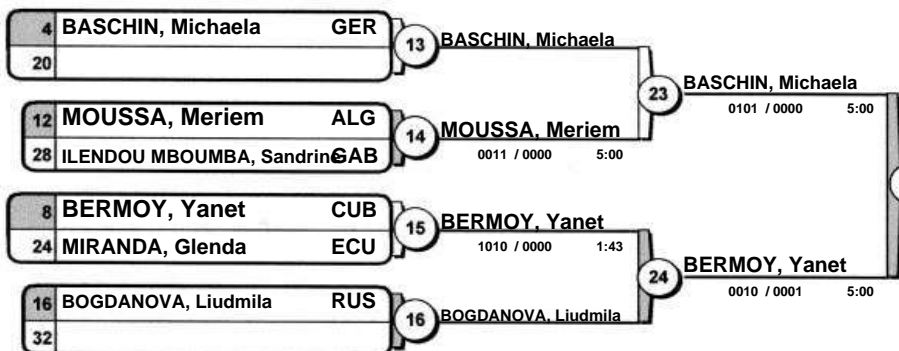 4 BASCHIN, Michaela GER
20
13 BASCHIN, Michaela
12 MOUSSA, Meriem ALG
28 ILENDOU MBOUMBA, Sandrine GAB
14 MOUSSA, Meriem
0011 / 0000 5:00
23 BASCHIN, Michaela
0101 / 0000 5:00
8 BERMOY, Yanet CUB
24 MIRANDA, Glenda ECU
15 BERMOY, Yanet
1010 / 0000 1:43
16 BOGDANOVA, Liudmila RUS
32
16 BOGDANOVA, Liudmila
24 BERMOY, Yanet
0010 / 0001 5:00